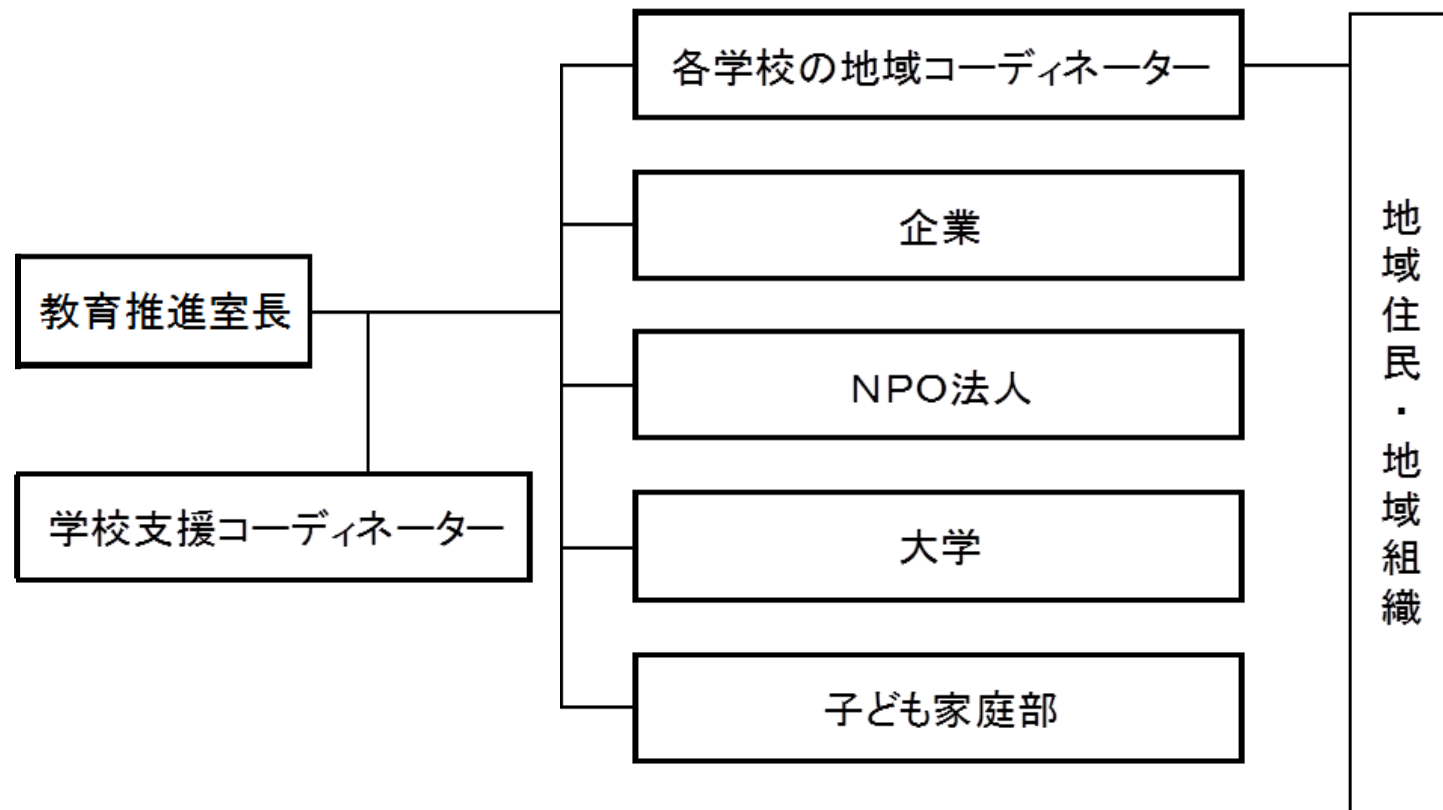 各学校の地域コーディネーター
企業
教育推進室長
NPO法人
学校支援コーディネーター
大学
子ども家庭部
地域住民・地域組織